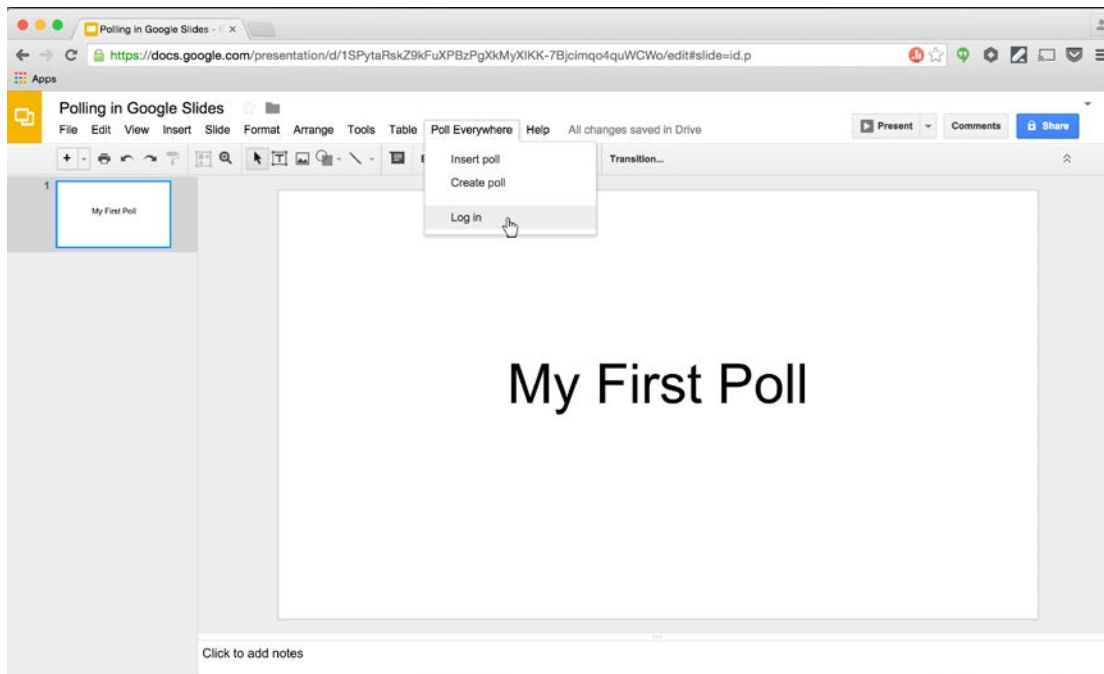 Polling in Google Slides -
https://docs.google.com/presentation/d/1SPytaRskZ9kFuXPBzPgXkMyXIKK-7Bjcimqo4quWCWo/edit#slide=id.p
Apps
Polling in Google Slides
File Edit View Insert Slide Format Arrange Tools Table Poll Everywhere Help All changes saved in Drive
Present Comments Share
Transition...
Insert poll
Create poll
Log in
1
My First Poll
My First Poll
Click to add notes